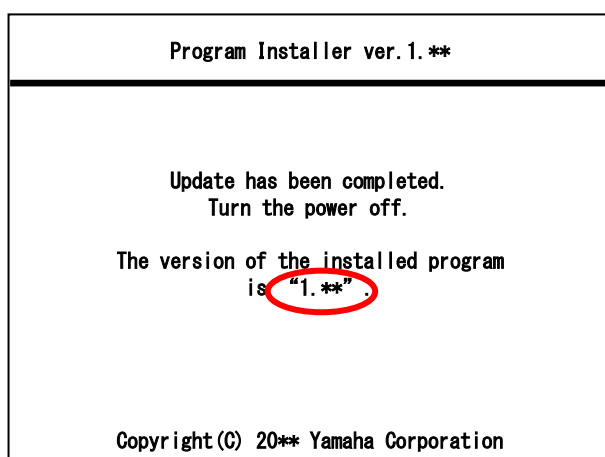 Program Installer ver.1.**
Update has been completed.
Turn the power off.
The version of the installed program
is “1.**”.
Copyright(C) 20** Yamaha Corporation